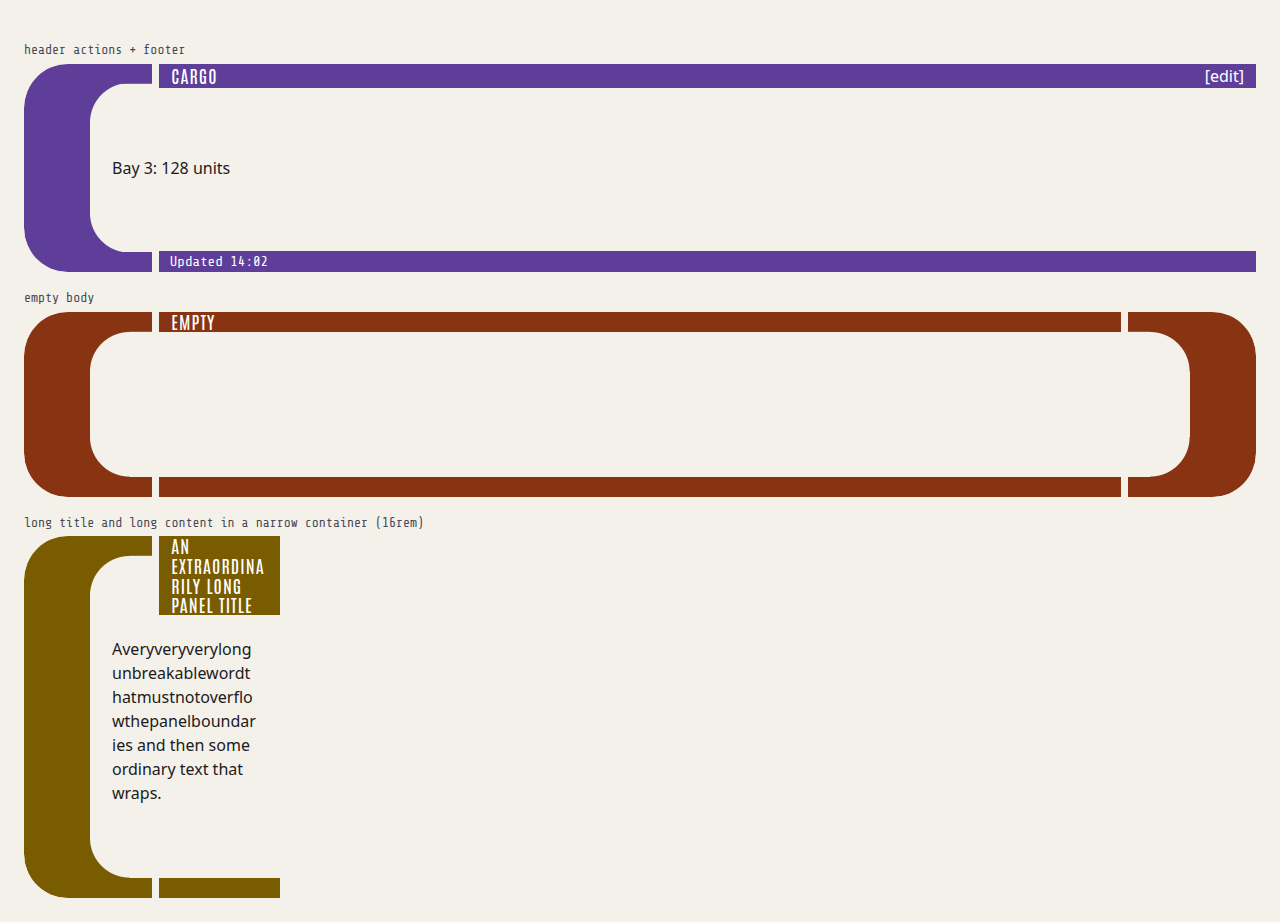 header actions + footer
CARGO
[edit]
Bay 3: 128 units
Updated 14:02
empty body
EMPTY
long title and long content in a narrow container (16rem)
AN
EXTRAORDINA
RILY LONG
PANEL TITLE
Averyveryverylong
unbreakablewordt
hatmustnotoverflo
wthepanelboundar
ies and then some
ordinary text that
wraps.